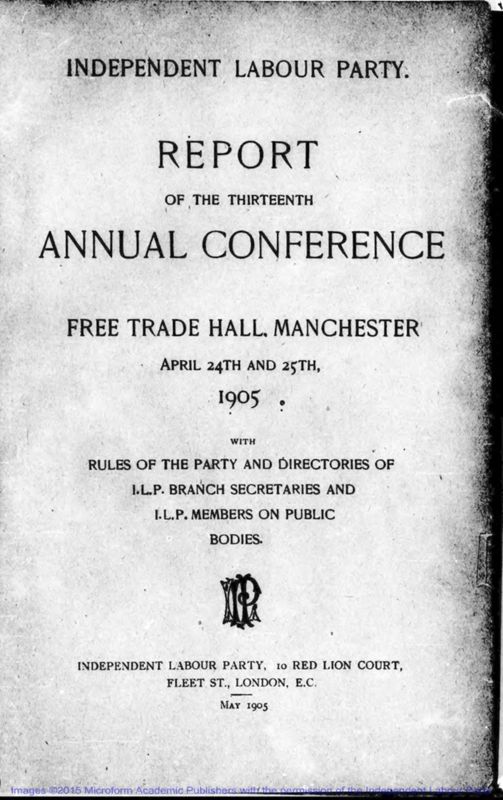 INDEPENDENT LABOUR PARTY.
REPORT
OF THE THIRTEENTH
ANNUAL CONFERENCE
FREE TRADE HALL, MANCHESTER
APRIL 24TH AND 25TH,
1905
WITH
RULES OF THE PARTY AND DIRECTORIES OF
I.L.P. BRANCH SECRETARIES AND
I.L.P. MEMBERS ON PUBLIC
BODIES.
ILP
INDEPENDENT LABOUR PARTY, 10 RED LION COURT,
FLEET ST., LONDON, E.C.
MAY 1905
Images ©2015 Microform Academic Publishers with the permission of the Independent Labour Party